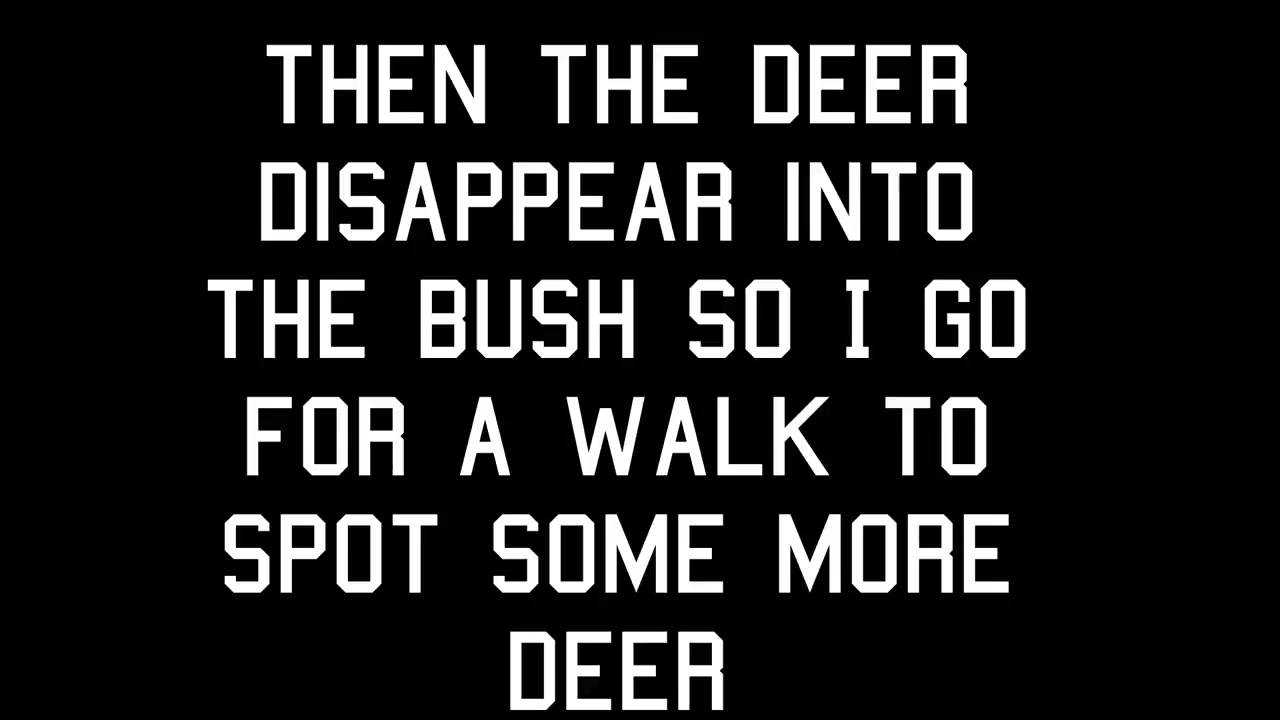 THEN THE DEER
DISAPPEAR INTO
THE BUSH SO I GO
FOR A WALK TO
SPOT SOME MORE
DEER